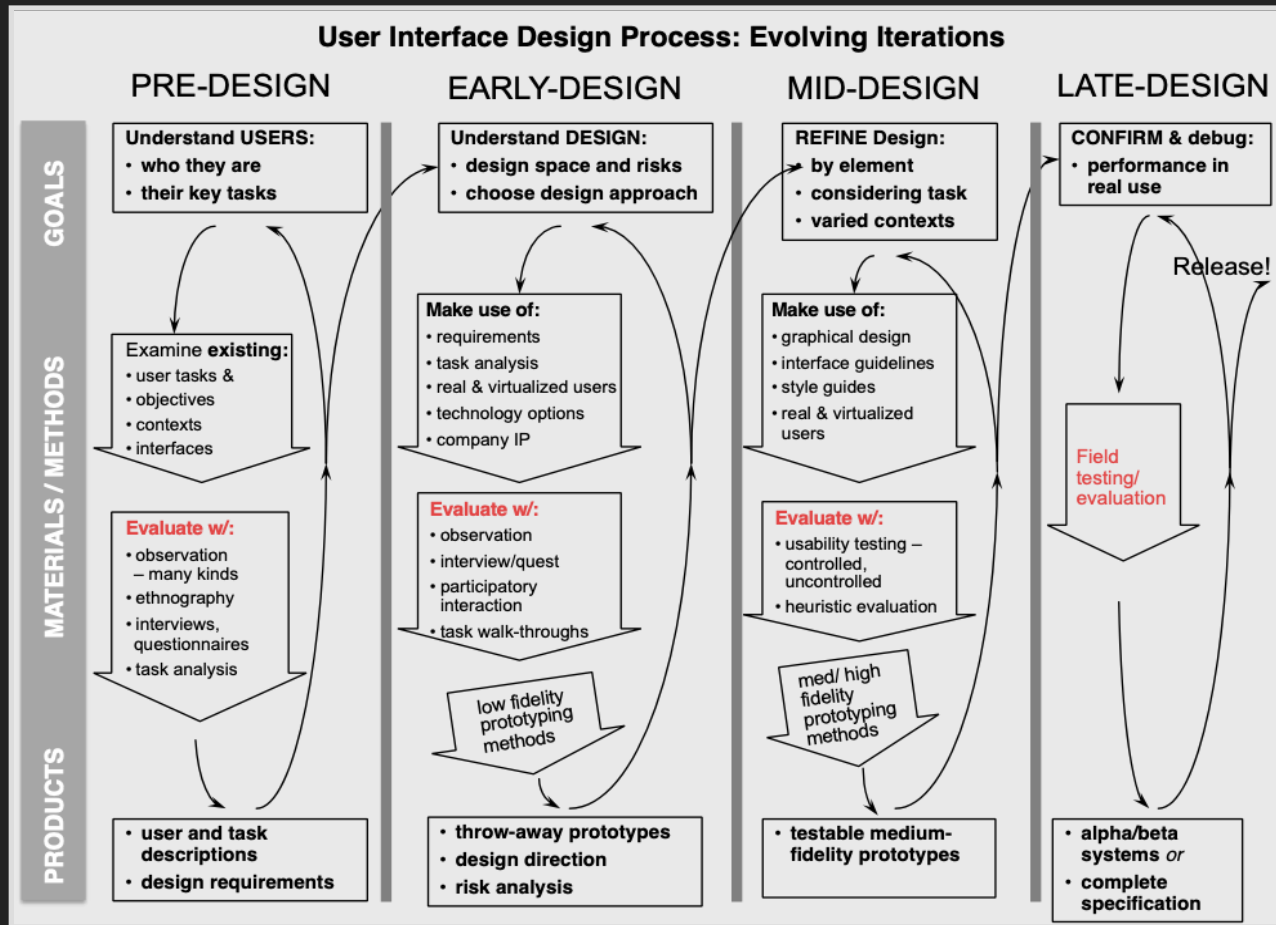 User Interface Design Process: Evolving Iterations
PRE-DESIGN
EARLY-DESIGN
MID-DESIGN
LATE-DESIGN
GOALS
MATERIALS / METHODS
PRODUCTS
Understand USERS:
• who they are
• their key tasks
Examine existing:
• user tasks &
• objectives
• contexts
• interfaces
Evaluate w/:
• observation
– many kinds
• ethnography
• interviews,
questionnaires
• task analysis
• user and task
descriptions
• design requirements
Understand DESIGN:
• design space and risks
• choose design approach
Make use of:
• requirements
• task analysis
• real & virtualized users
• technology options
• company IP
Evaluate w/:
• observation
• interview/quest
• participatory
interaction
• task walk-throughs
low fidelity
prototyping
methods
• throw-away prototypes
• design direction
• risk analysis
REFINE Design:
• by element
• considering task
• varied contexts
Make use of:
• graphical design
• interface guidelines
• style guides
• real & virtualized
users
Evaluate w/:
• usability testing –
controlled,
uncontrolled
• heuristic evaluation
med/ high
fidelity
prototyping
methods
• testable medium-
fidelity prototypes
CONFIRM & debug:
• performance in
real use
Release!
Field
testing/
evaluation
• alpha/beta
systems or
• complete
specification